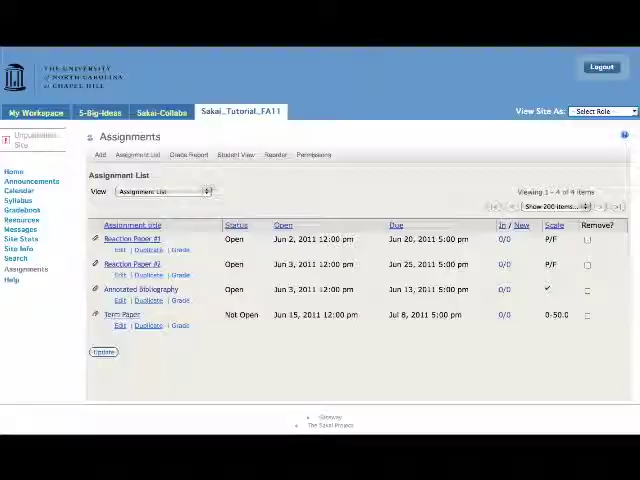 THE UNIVERSITY
of NORTH CAROLINA
at CHAPEL HILL
Logout
My Workspace 5-Big-Ideas Sakai-Collabs Sakai_Tutorial_FA11 View Site As: - Select Role -
Unpublished Site
Home
Announcements
Calendar
Syllabus
Gradebook
Resources
Messages
Site Stats
Site Info
Search
Assignments
Help
Assignments
Add Assignment List Grade Report Student View Reorder Permissions
Assignment List
View Assignment List Viewing 1 - 4 of 4 items
|< < Show 200 items... > >|
Assignment title Status Open Due In / New Scale Remove?
Reaction Paper #1 Open Jun 2, 2011 12:00 pm Jun 20, 2011 5:00 pm 0/0 P/F
Edit | Duplicate | Grade
Reaction Paper #2 Open Jun 3, 2011 12:00 pm Jun 25, 2011 5:00 pm 0/0 P/F
Edit | Duplicate | Grade
Annotated Bibliography Open Jun 3, 2011 12:00 pm Jun 13, 2011 5:00 pm 0/0 ✔
Edit | Duplicate | Grade
Term Paper Not Open Jun 15, 2011 12:00 pm Jul 8, 2011 5:00 pm 0/0 0-50.0
Edit | Duplicate | Grade
Update
Gateway
The Sakai Project